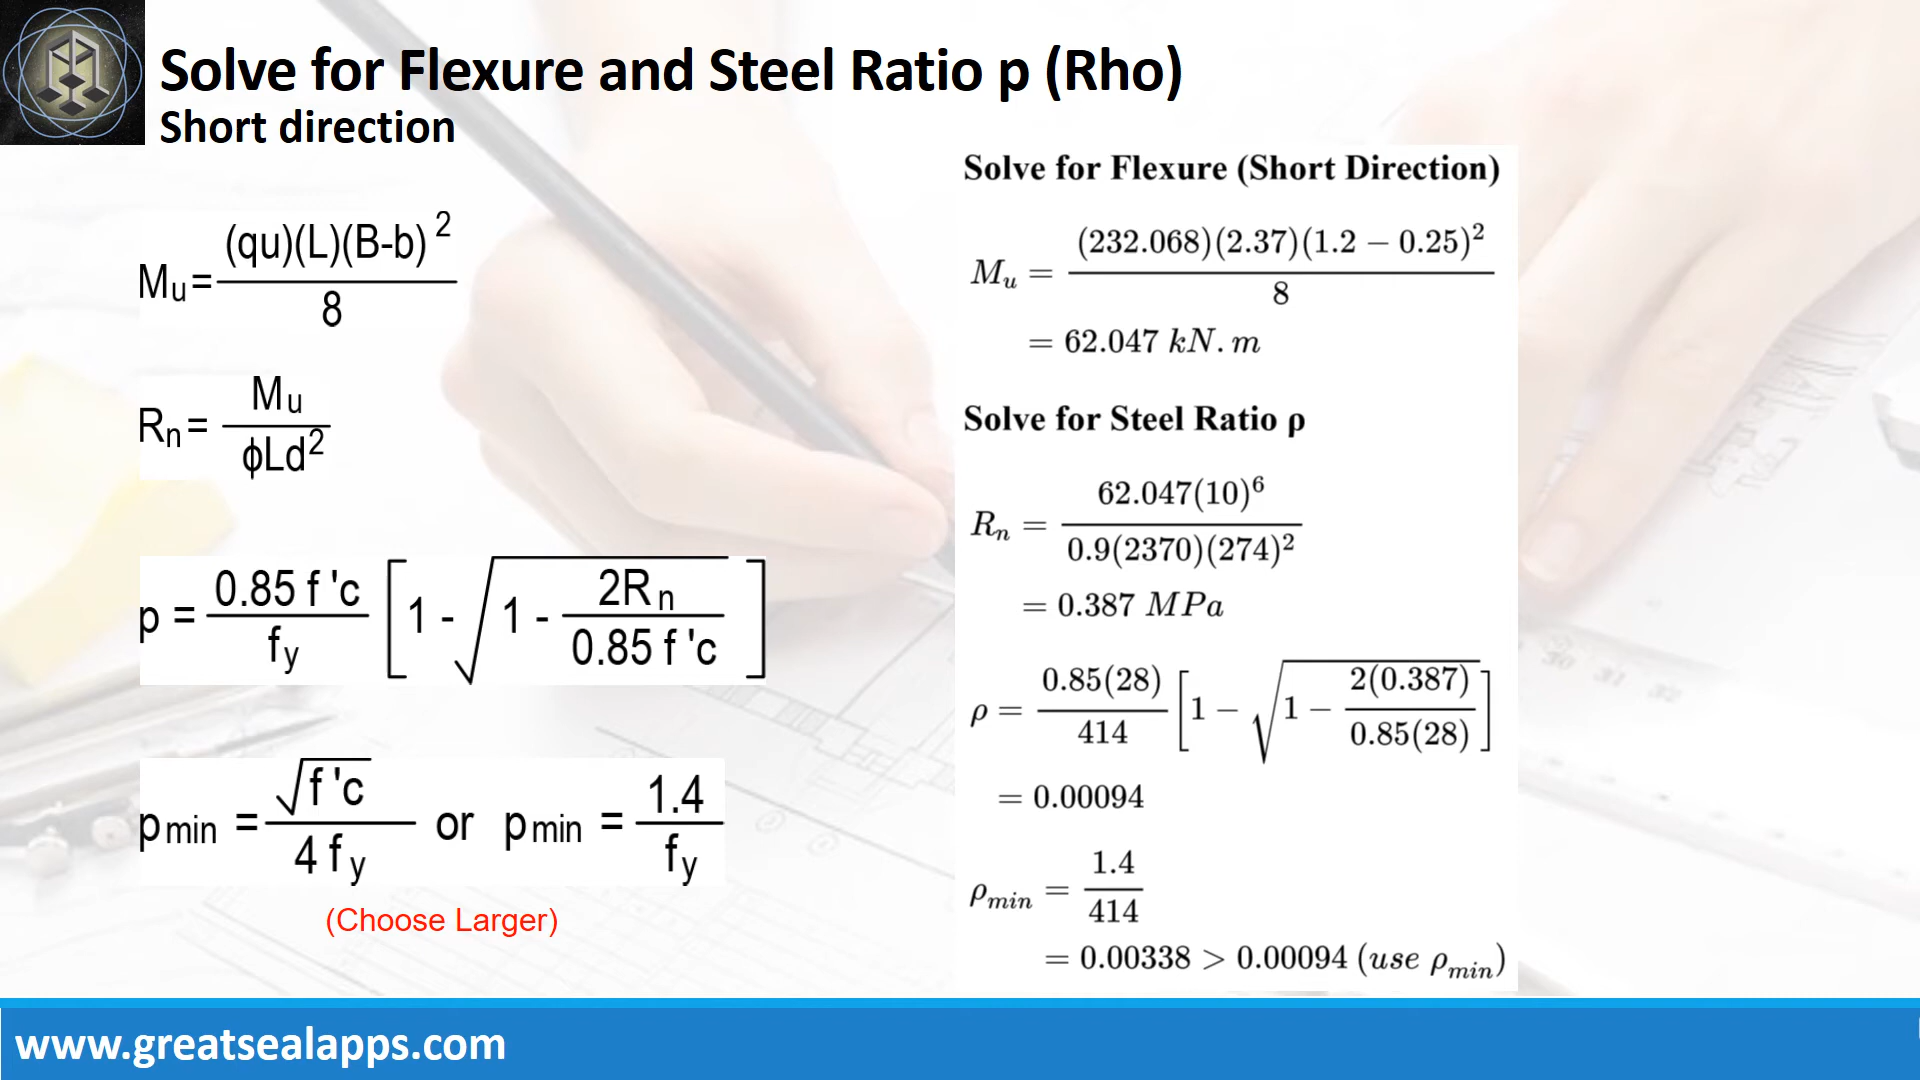 Solve for Flexure and Steel Ratio p (Rho)
Short direction
Mu = (qu)(L)(B-b)² / 8
Rn = Mu / ϕLd²
p = 0.85 f 'c / fy [1 - √(1 - 2Rn / 0.85 f 'c)]
pmin = √f 'c / 4 fy or pmin = 1.4 / fy
(Choose Larger)
Solve for Flexure (Short Direction)
Mu = (232.068)(2.37)(1.2 − 0.25)² / 8
= 62.047 kN.m
Solve for Steel Ratio ρ
Rn = 62.047(10)⁶ / 0.9(2370)(274)²
= 0.387 MPa
ρ = 0.85(28) / 414 [1 − √(1 − 2(0.387) / 0.85(28))]
= 0.00094
ρmin = 1.4 / 414
= 0.00338 > 0.00094 (use ρmin)
30 31 32
www.greatsealapps.com